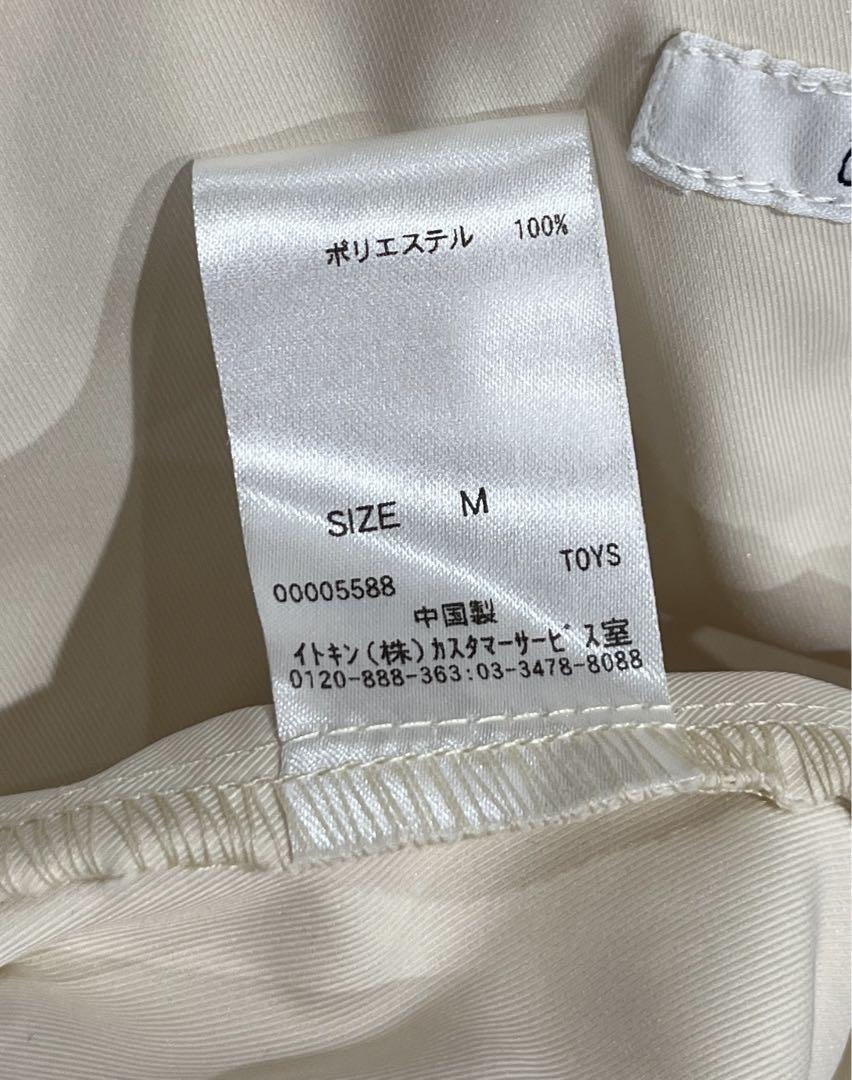 ポリエステル 100%
SIZE M
TOYS
00005588
中国製
イトキン(株)カスタマーサービス室
0120-888-363:03-3478-8088